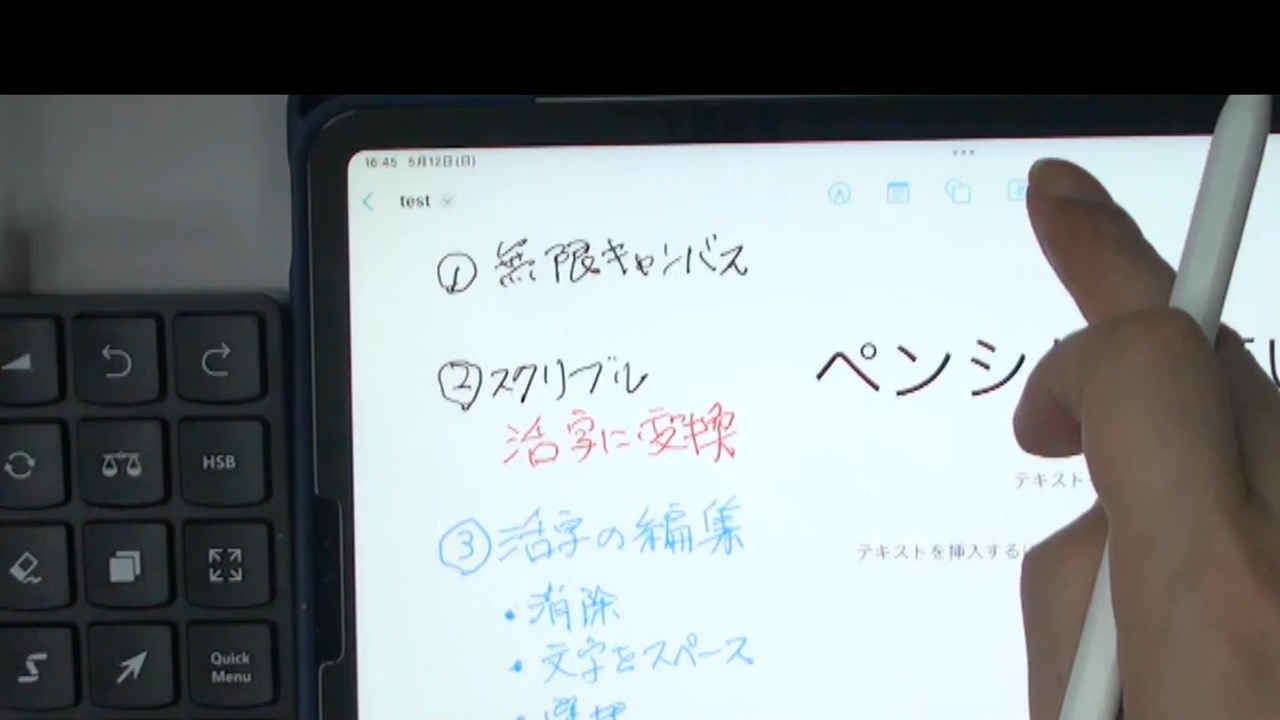 16:45 5月12日(日)
test
① 無限キャンバス
ペンシ
② スクリブル
活字に変換
テキスト
③ 活字の編集
テキストを挿入する
・消除
・文字をスペース
HSB
Quick
Menu